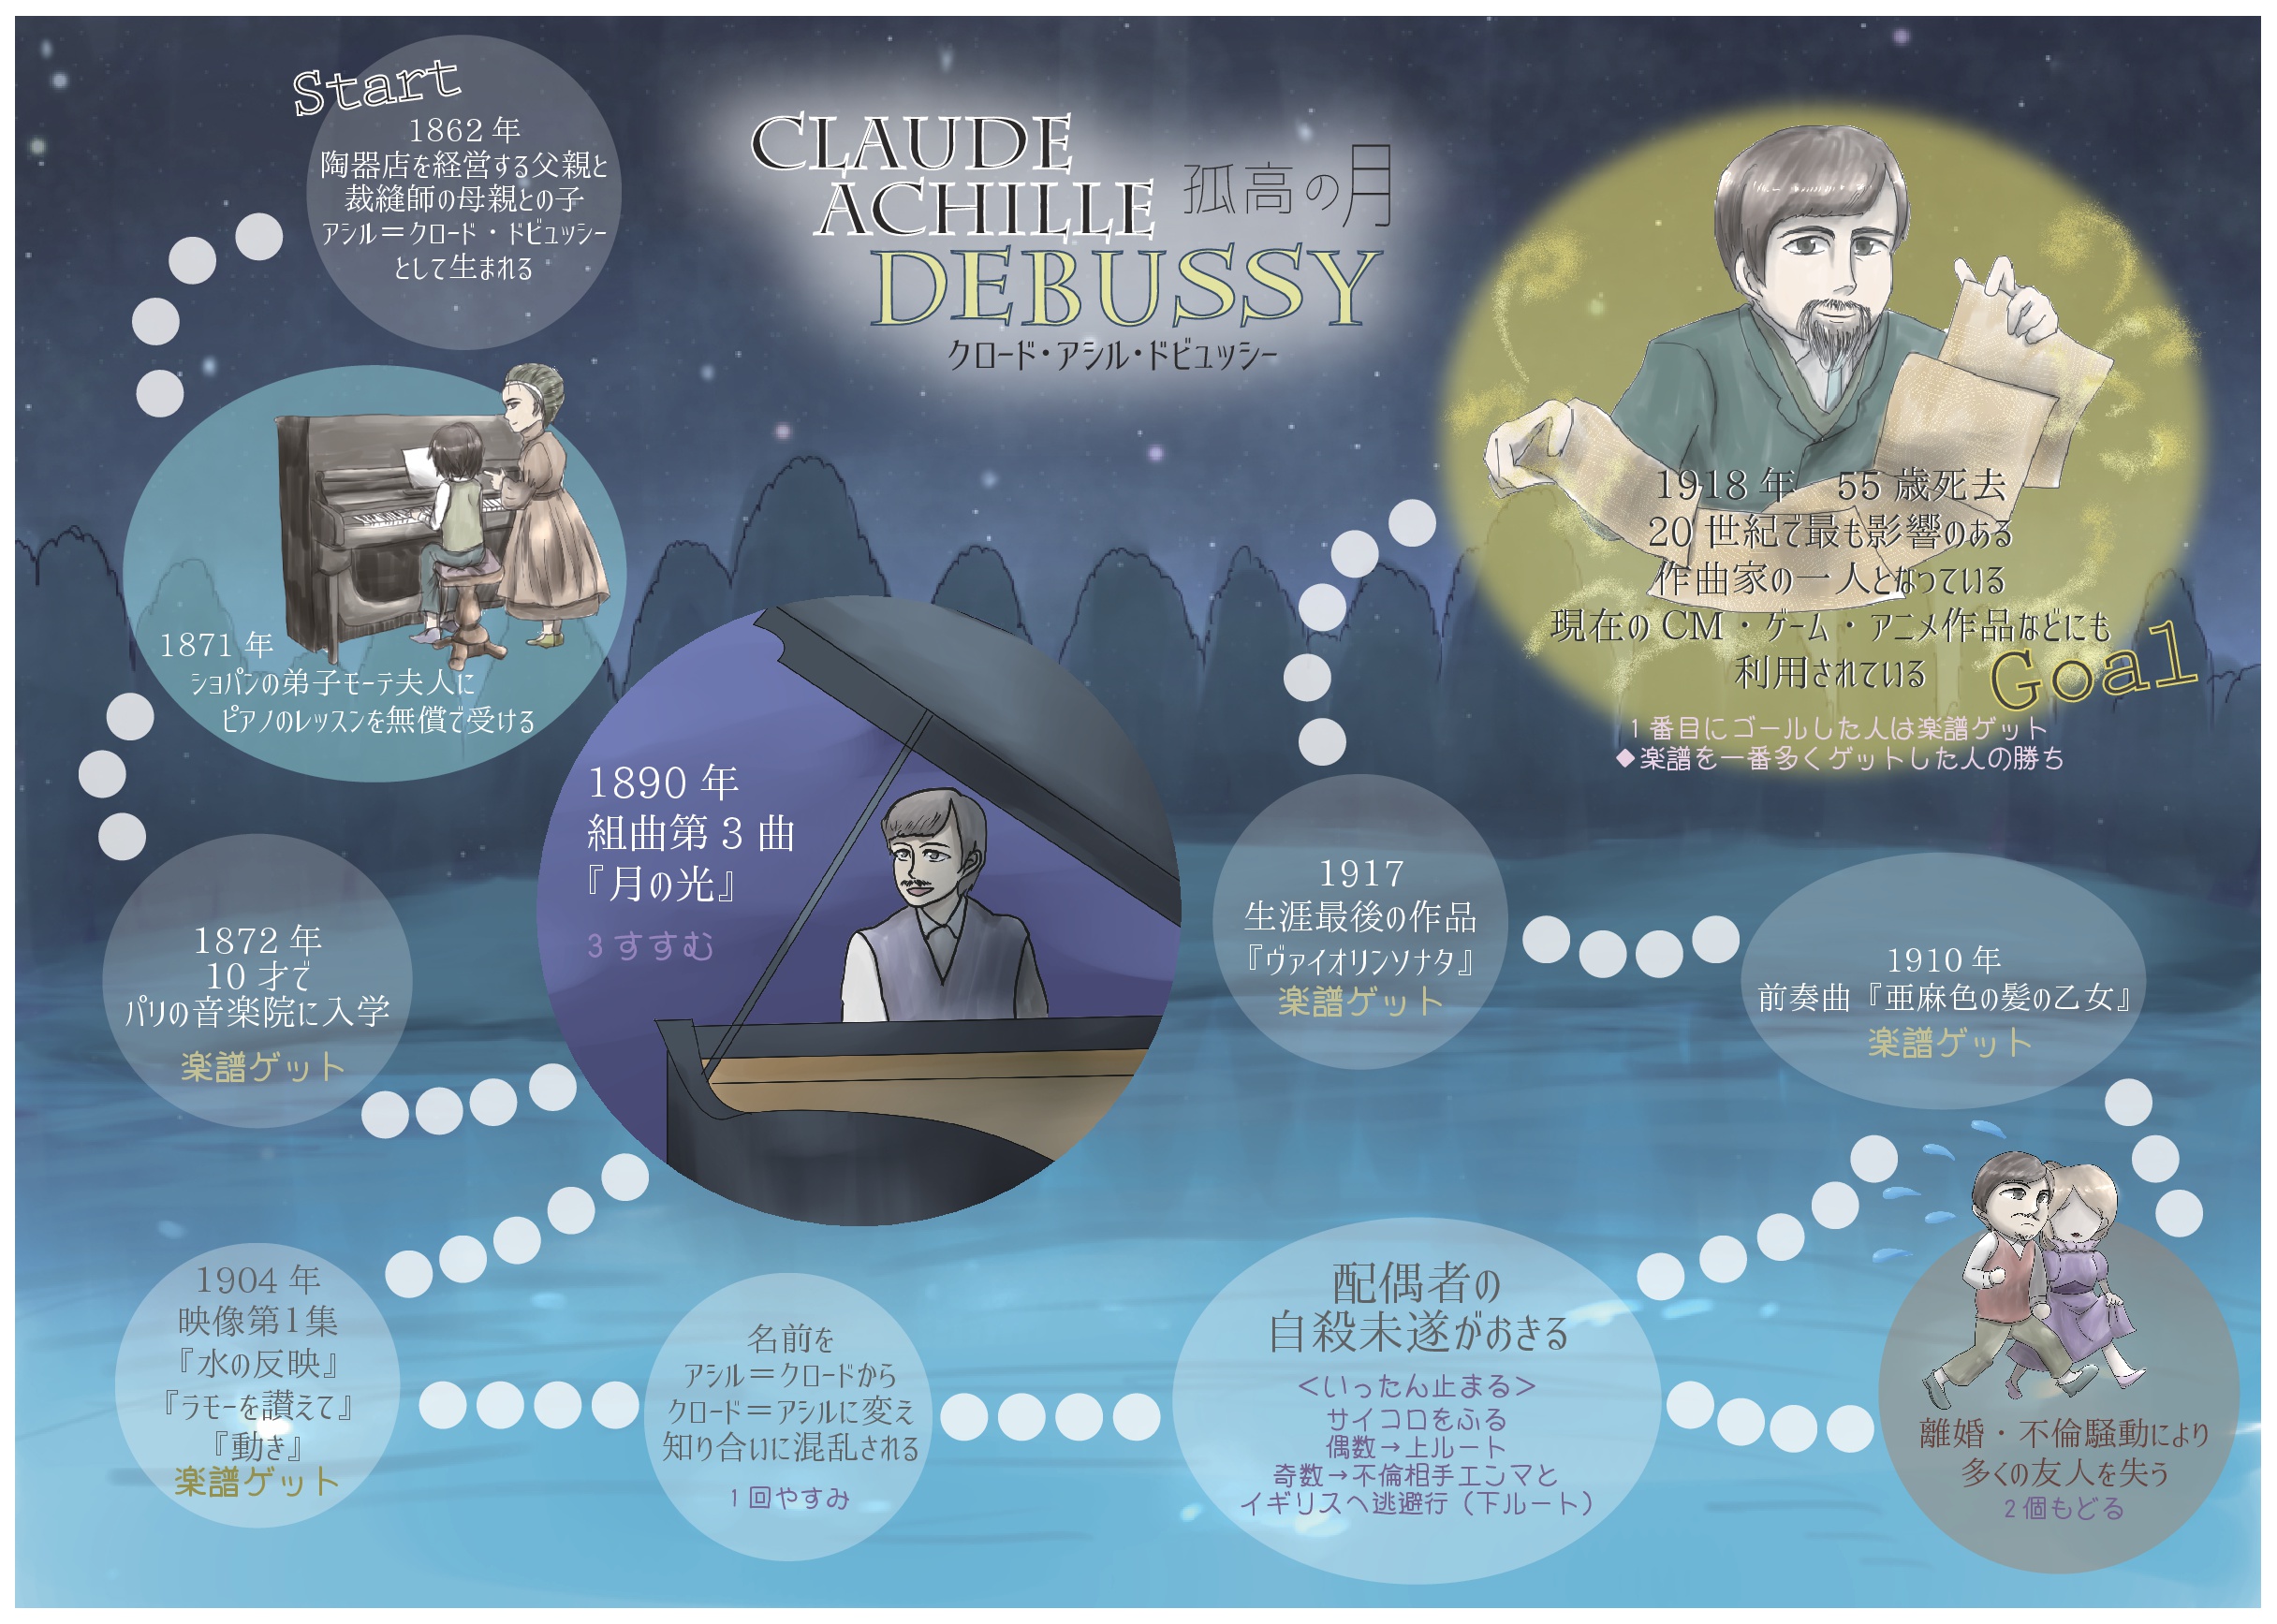 Start
1862 年
陶器店を経営する父親と
裁縫師の母親との子
アシル＝クロード・ドビュッシー
として生まれる
CLAUDE
ACHILLE
孤高の月
DEBUSSY
クロード・アシル・ドビュッシー
1871 年
ショパンの弟子モーテ夫人に
ピアノのレッスンを無償で受ける
1872 年
10 才で
パリの音楽院に入学
楽譜ゲット
1890 年
組曲第 3 曲
『月の光』
3 すすむ
1904 年
映像第1集
『水の反映』
『ラモーを讃えて』
『動き』
楽譜ゲット
名前を
アシル＝クロードから
クロード＝アシルに変え
知り合いに混乱される
1 回やすみ
配偶者の
自殺未遂がおきる
＜いったん止まる＞
サイコロをふる
偶数→上ルート
奇数→不倫相手エンマと
イギリスへ逃避行（下ルート）
離婚・不倫騒動により
多くの友人を失う
2 個もどる
1910 年
前奏曲『亜麻色の髪の乙女』
楽譜ゲット
1917
生涯最後の作品
『ヴァイオリンソナタ』
楽譜ゲット
1918 年　55 歳死去
20 世紀で最も影響のある
作曲家の一人となっている
現在の CM・ゲーム・アニメ作品などにも
利用されている
Goal
1 番目にゴールした人は楽譜ゲット
◆楽譜を一番多くゲットした人の勝ち